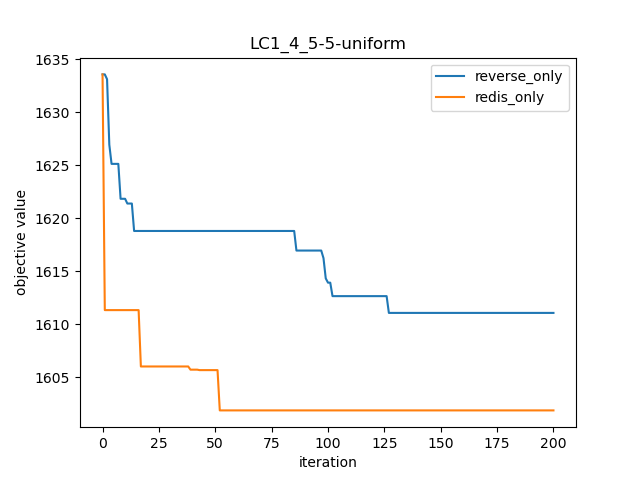 LC1_4_5-5-uniform
reverse_only
redis_only
objective value
1635
1630
1625
1620
1615
1610
1605
0 25 50 75 100 125 150 175 200
iteration